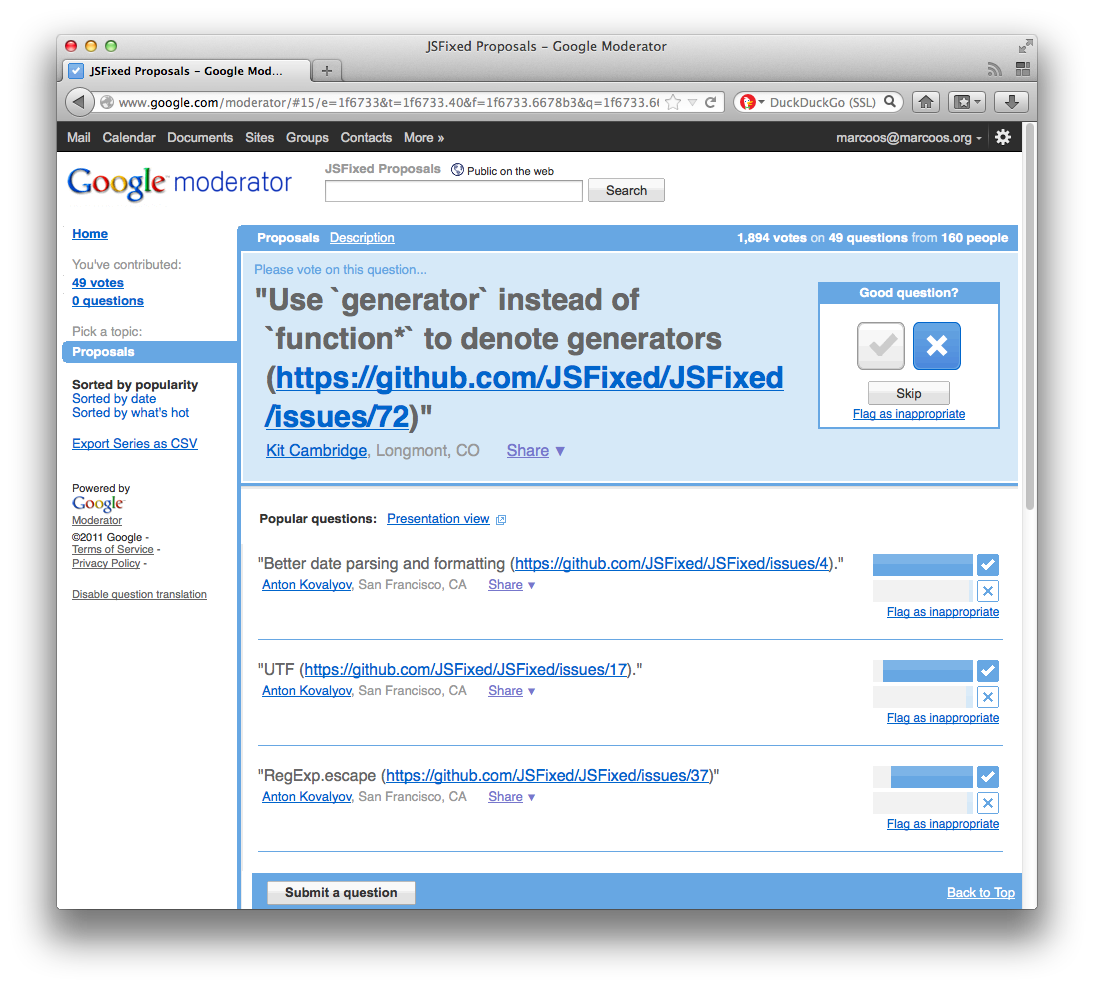 JSFixed Proposals – Google Moderator
JSFixed Proposals – Google Mod...
www.google.com/moderator/#15/e=1f6733&t=1f6733.40&f=1f6733.6678b3&q=1f6733.6
DuckDuckGo (SSL)
Mail Calendar Documents Sites Groups Contacts More »
marcoos@marcoos.org
Google moderator
JSFixed Proposals Public on the web
Search
Home
You've contributed:
49 votes
0 questions
Pick a topic:
Proposals
Sorted by popularity
Sorted by date
Sorted by what's hot
Export Series as CSV
Powered by
Google
Moderator
©2011 Google -
Terms of Service -
Privacy Policy -
Disable question translation
Proposals Description
1,894 votes on 49 questions from 160 people
Please vote on this question...
"Use `generator` instead of
`function*` to denote generators
(https://github.com/JSFixed/JSFixed
/issues/72)"
Kit Cambridge, Longmont, CO Share ▼
Good question?
Skip
Flag as inappropriate
Popular questions: Presentation view
"Better date parsing and formatting (https://github.com/JSFixed/JSFixed/issues/4)."
Anton Kovalyov, San Francisco, CA Share ▼
Flag as inappropriate
"UTF (https://github.com/JSFixed/JSFixed/issues/17)."
Anton Kovalyov, San Francisco, CA Share ▼
Flag as inappropriate
"RegExp.escape (https://github.com/JSFixed/JSFixed/issues/37)"
Anton Kovalyov, San Francisco, CA Share ▼
Flag as inappropriate
Submit a question
Back to Top